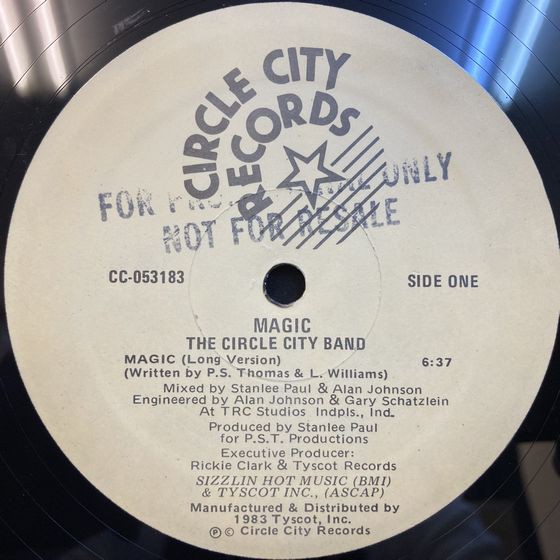 CIRCLE CITY
RECORDS
FOR PROMOTIONAL USE ONLY
NOT FOR RESALE
CC-053183
SIDE ONE
MAGIC
THE CIRCLE CITY BAND
MAGIC (Long Version) 6:37
(Written by P.S. Thomas & L. Williams)
Mixed by Stanlee Paul & Alan Johnson
Engineered by Alan Johnson & Gary Schatzlein
At TRC Studios Indpls., Ind.
Produced by Stanlee Paul
for P.S.T. Productions
Executive Producer:
Rickie Clark & Tyscot Records
SIZZLIN HOT MUSIC (BMI)
& TYSCOT INC., (ASCAP)
Manufactured & Distributed by
1983 Tyscot, Inc.
℗ © Circle City Records